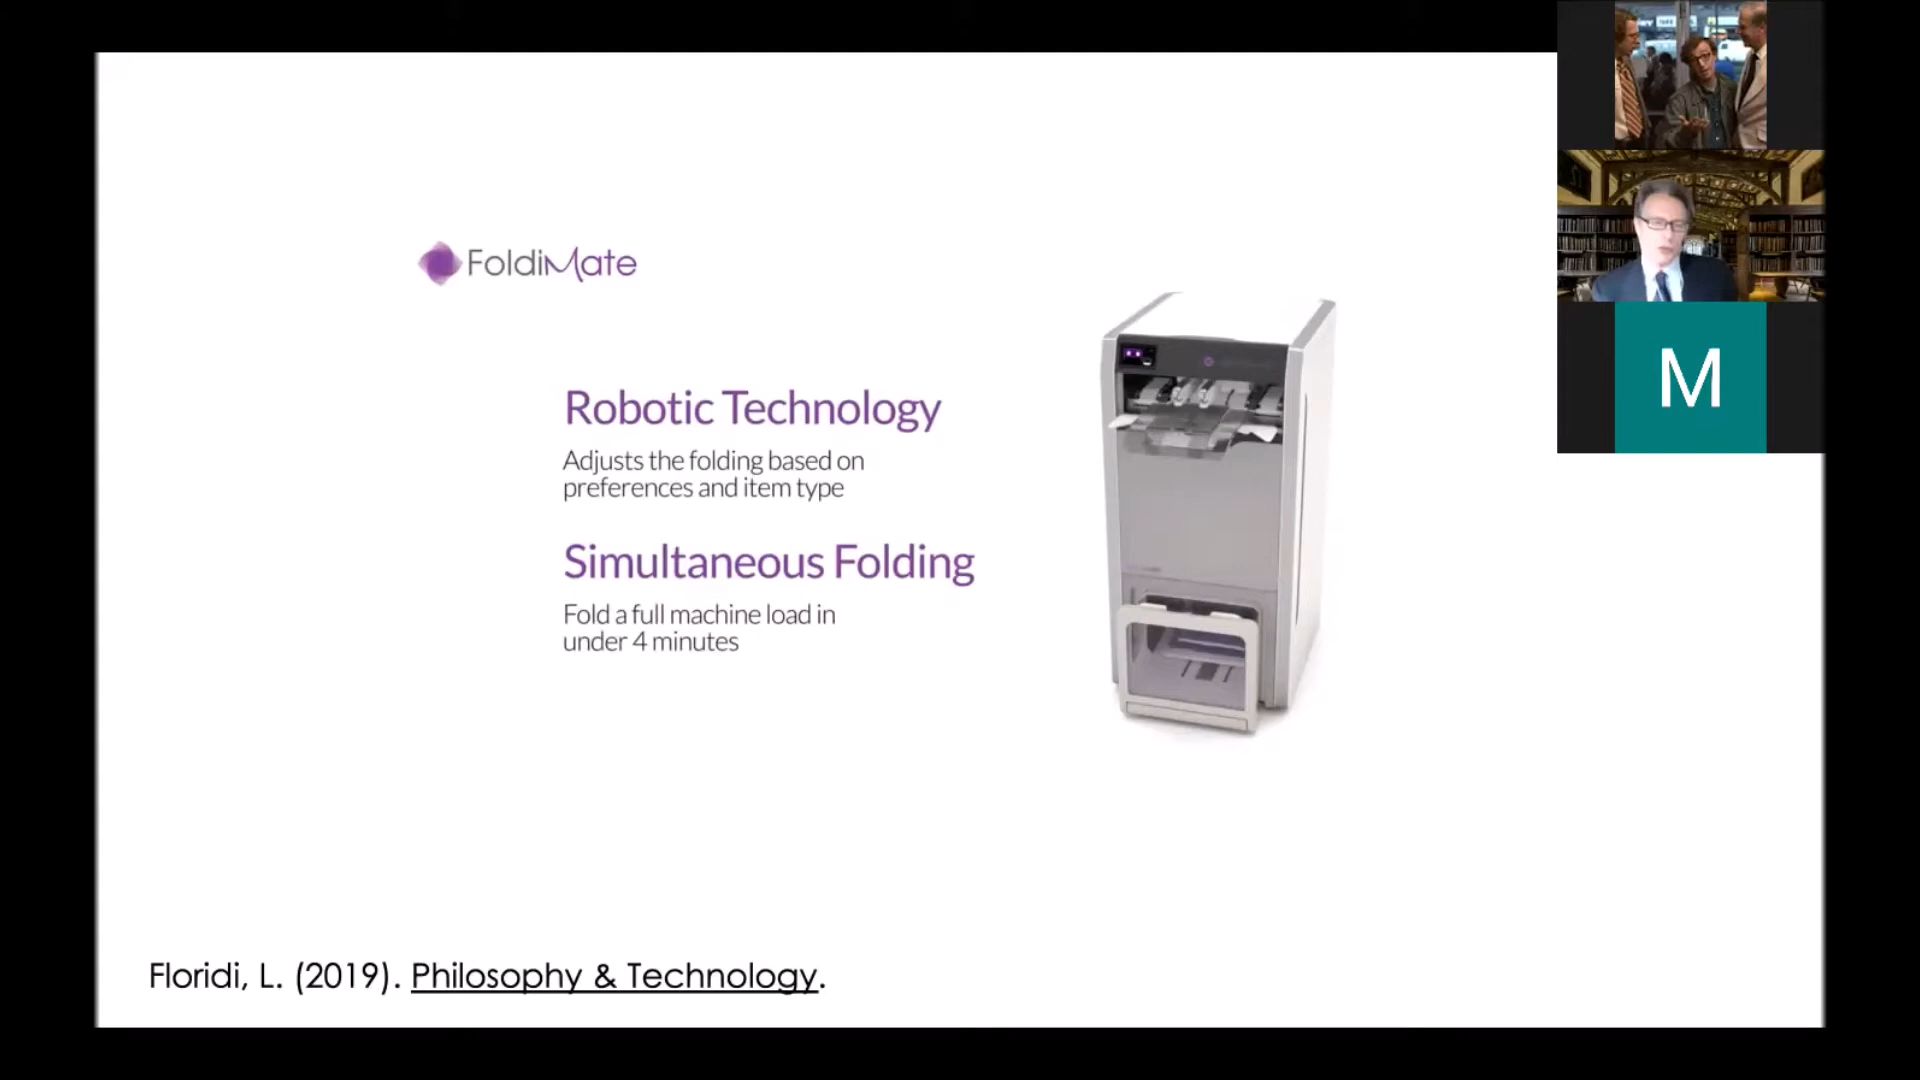 FoldiMate
Robotic Technology
Adjusts the folding based on
preferences and item type
Simultaneous Folding
Fold a full machine load in
under 4 minutes
Floridi, L. (2019). Philosophy & Technology.
M